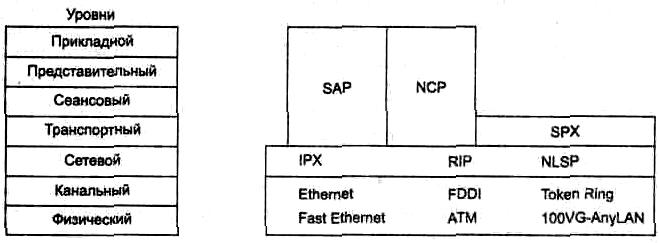 Уровни
Прикладной
Представительный
Сеансовый
Транспортный
Сетевой
Канальный
Физический
SAP
NCP
SPX
IPX RIP NLSP
Ethernet FDDI Token Ring
Fast Ethernet ATM 100VG-AnyLAN